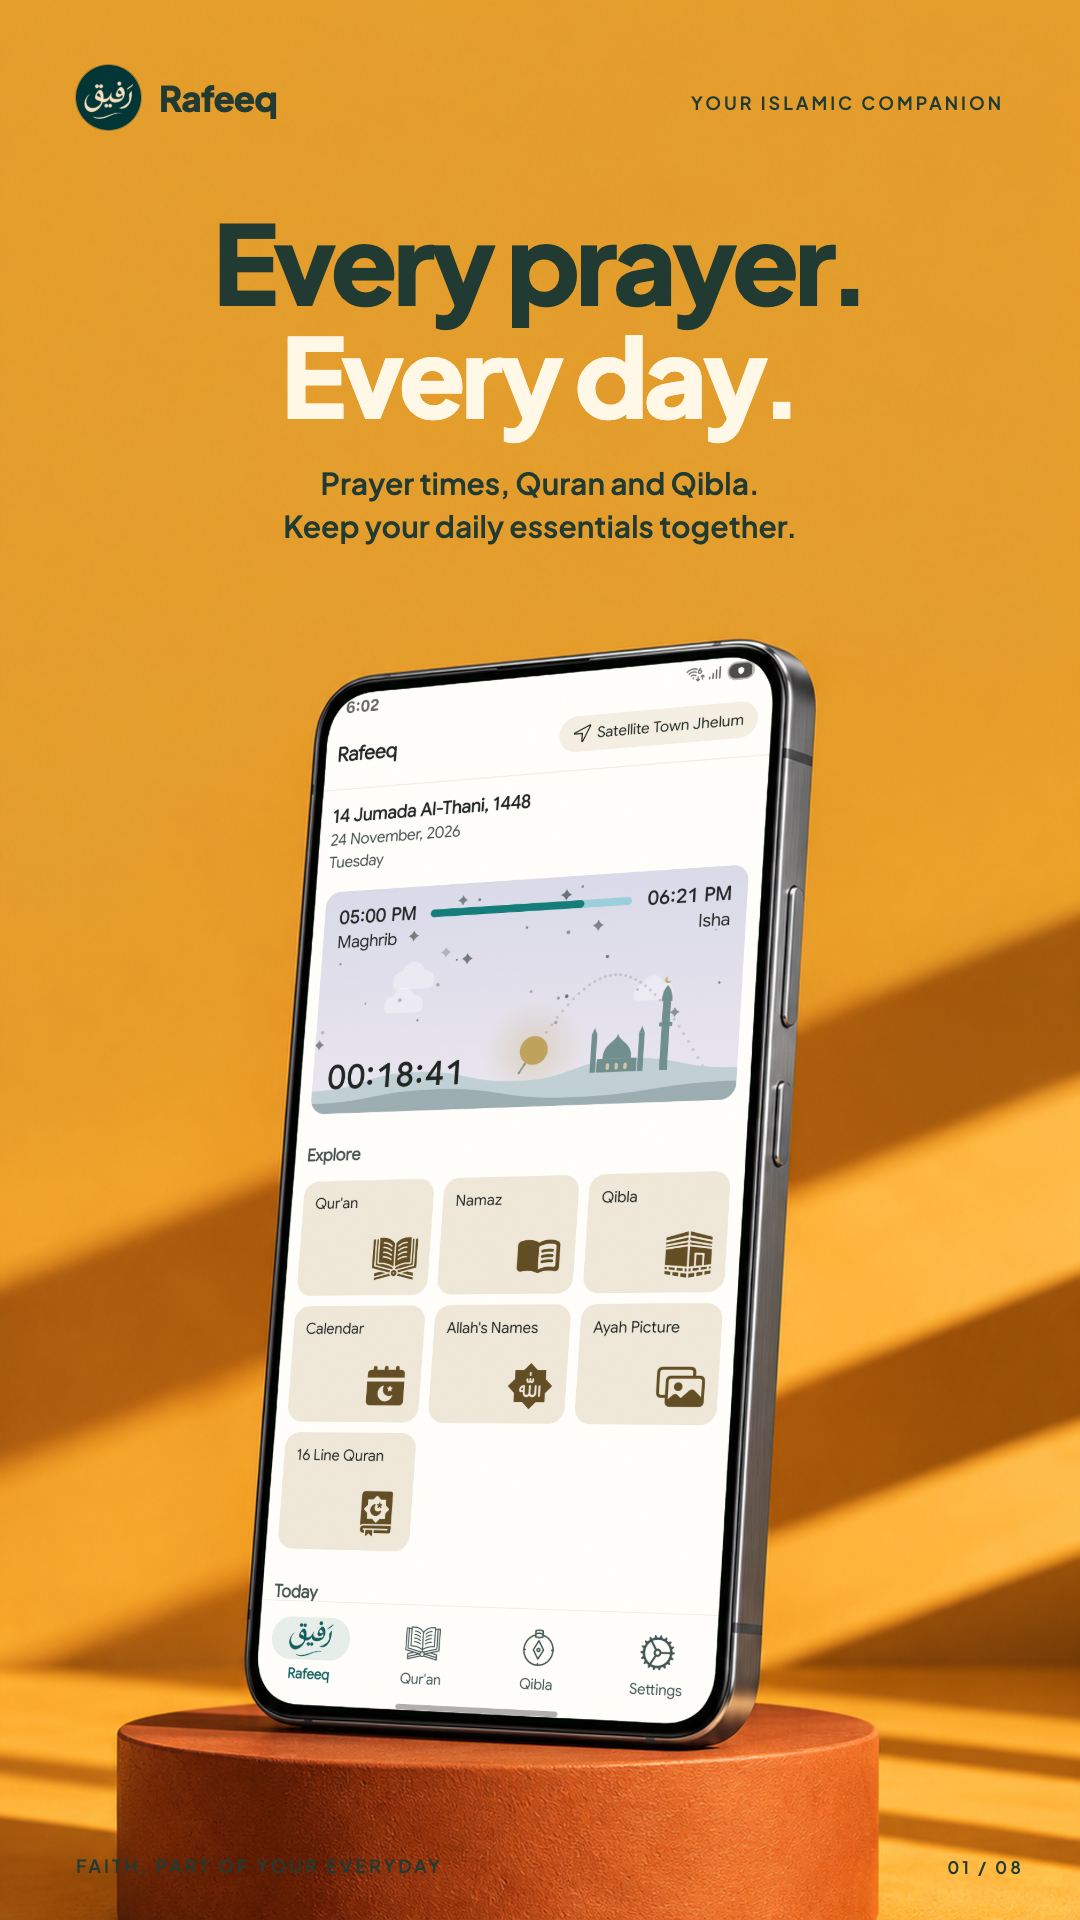 رَفيق
Rafeeq
YOUR ISLAMIC COMPANION
Every prayer.
Every day.
Prayer times, Quran and Qibla.
Keep your daily essentials together.
6:02
Rafeeq
Satellite Town Jhelum
14 Jumada Al-Thani, 1448
24 November, 2026
Tuesday
05:00 PM
Maghrib
06:21 PM
Isha
00:18:41
Explore
Qur'an
Namaz
Qibla
Calendar
Allah's Names
الله
Ayah Picture
16 Line Quran
Today
رَفيق
Rafeeq
Qur'an
Qibla
Settings
FAITH, PART OF YOUR EVERYDAY
01 / 08